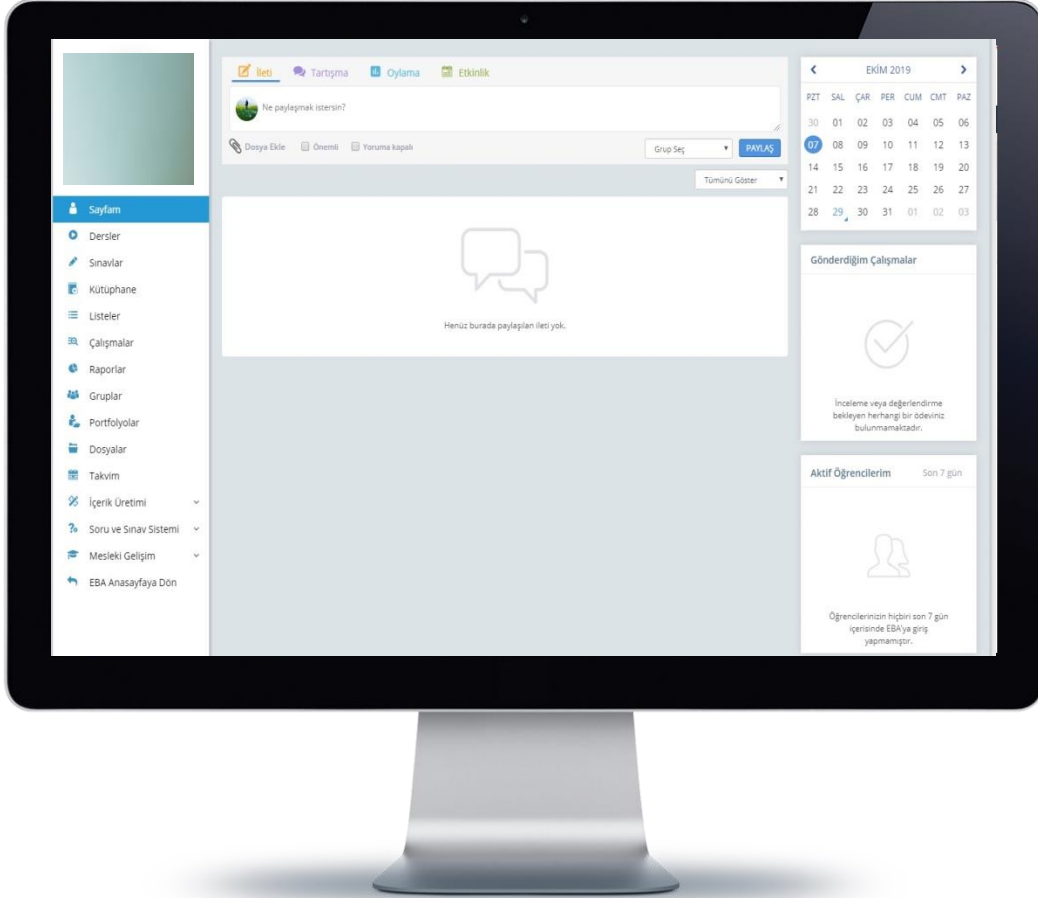 Sayfam
Dersler
Sınavlar
Kütüphane
Listeler
Çalışmalar
Raporlar
Gruplar
Portfolyolar
Dosyalar
Takvim
İçerik Üretimi
Soru ve Sınav Sistemi
Mesleki Gelişim
EBA Anasayfaya Dön
İleti Tartışma Oylama Etkinlik
Ne paylaşmak istersin?
Dosya Ekle Önemli Yoruma kapalı Grup Seç PAYLAŞ
Tümünü Göster
Henüz burada paylaşılan ileti yok.
EKİM 2019
PZT SAL ÇAR PER CUM CMT PAZ
30 01 02 03 04 05 06
07 08 09 10 11 12 13
14 15 16 17 18 19 20
21 22 23 24 25 26 27
28 29 30 31 01 02 03
Gönderdiğim Çalışmalar
İnceleme veya değerlendirme
bekleyen herhangi bir ödeviniz
bulunmamaktadır.
Aktif Öğrencilerim Son 7 gün
Öğrencilerinizin hiçbiri son 7 gün
içerisinde EBA'ya giriş
yapmamıştır.